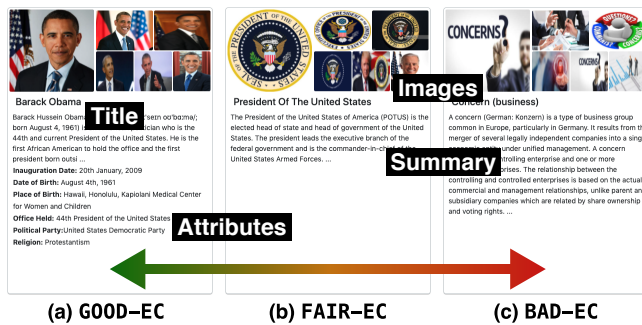 Barack Obama
Title
Barack Hussein Obama
born August 4, 1961) is who is the
44th and current President of the United States. He is the
first African American to hold the office and the first
president born outsi ...
Inauguration Date: 20th January, 2009
Date of Birth: August 4th, 1961
Place of Birth: Hawaii, Honolulu, Kapiolani Medical Center
for Women and Children
Office Held: 44th President of the United States
Political Party:United States Democratic Party
Religion: Protestantism
Attributes
President Of The United States
The President of the United States of America (POTUS) is the
elected head of state and head of government of the United
States. The president leads the executive branch of the
federal government and is the commander-in-chief of the
United States Armed Forces. ...
Images
Summary
CONCERNS?
CONCERNS
Concern (business)
A concern (German: Konzern) is a type of business group
common in Europe, particularly in Germany. It results from th
merger of several legally independent companies into a sing
under unified management. A concern
controlling enterprise and one or more
The relationship between the
controlling and controlled enterprises is based on the actual
commercial and management relationships, unlike parent an
subsidiary companies which are related by share ownership
and voting rights. ...
(a) GOOD-EC
(b) FAIR-EC
(c) BAD-EC